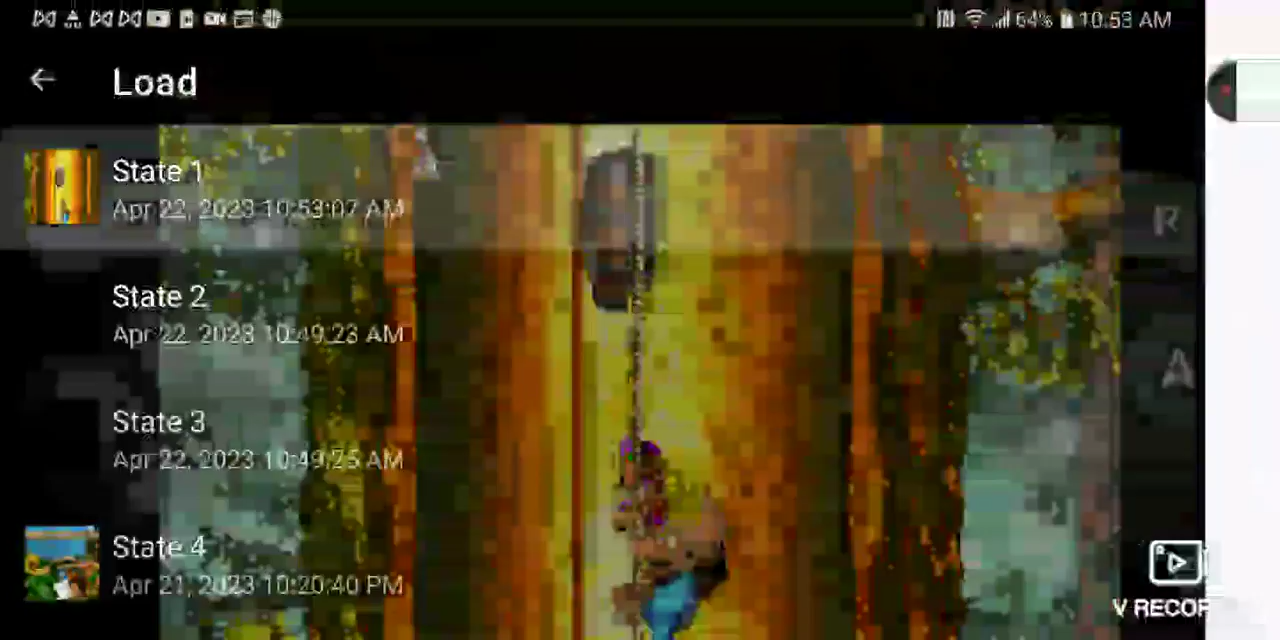 64% 10:53 AM
Load
State 1
Apr 22, 2023 10:53:07 AM
State 2
Apr 22, 2023 10:49:23 AM
R
State 3
Apr 22, 2023 10:49:25 AM
A
State 4
Apr 21, 2023 10:20:40 PM
V RECOR